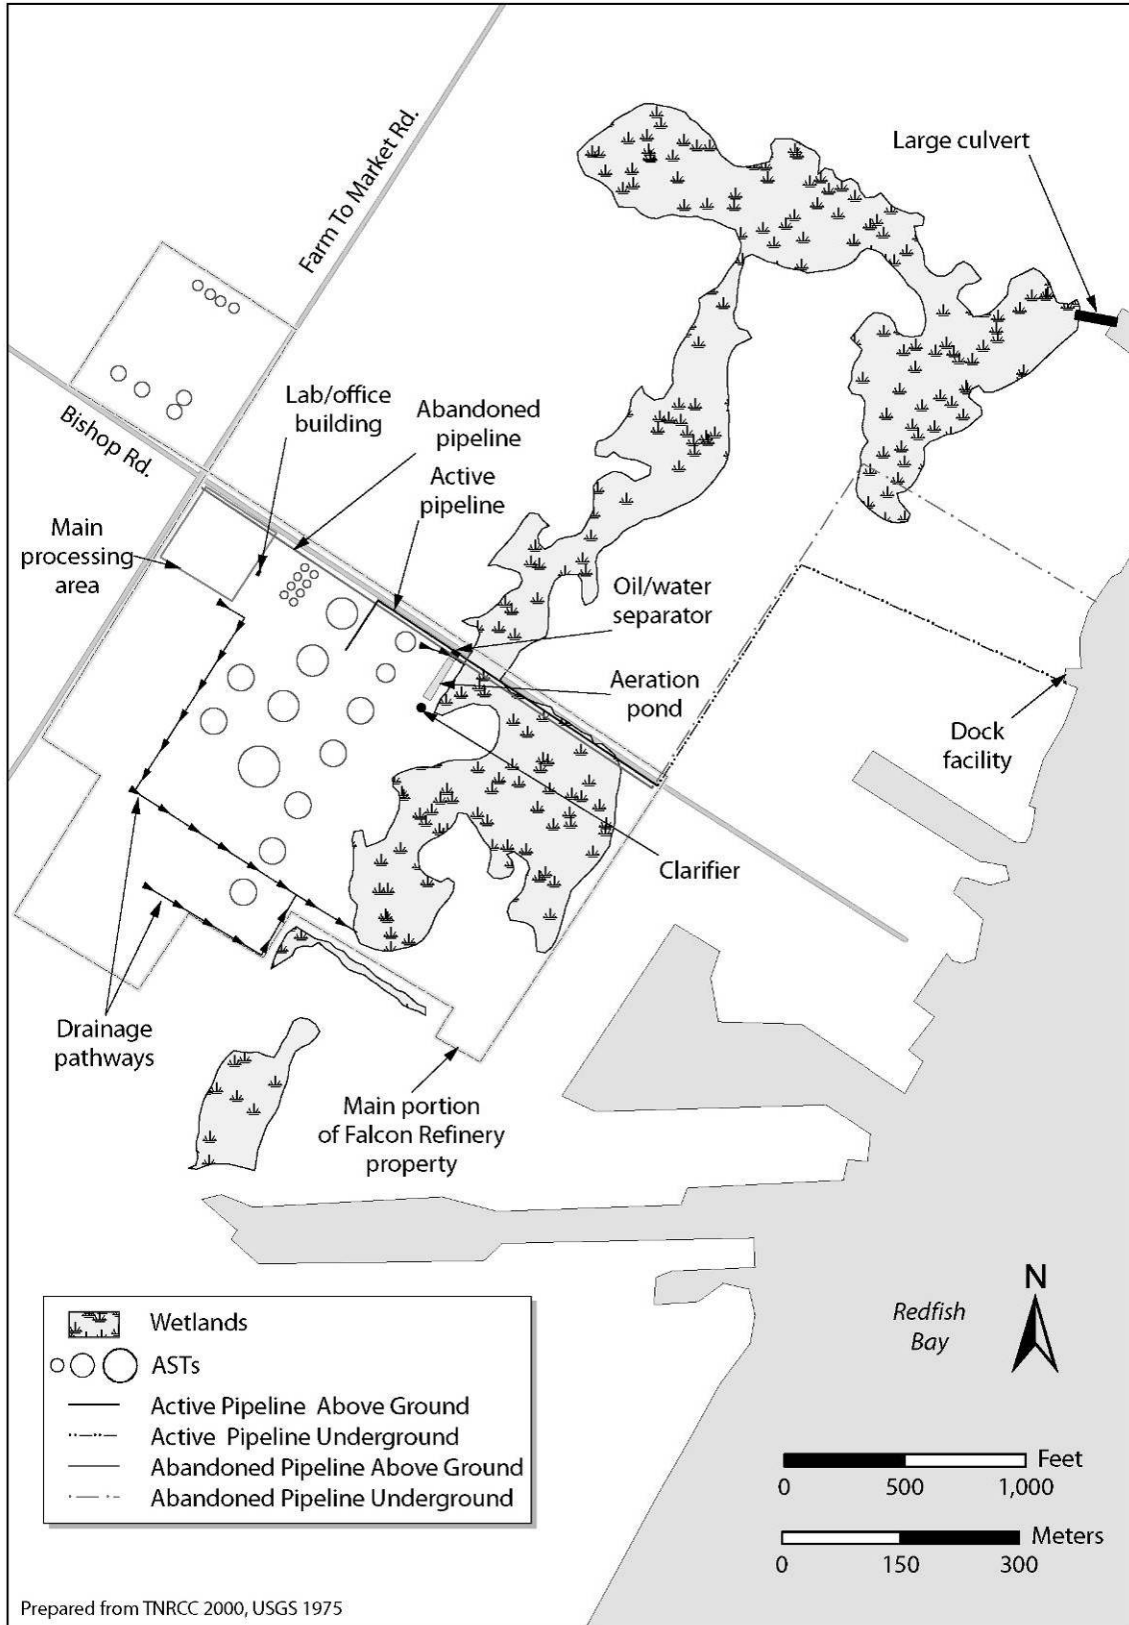 Farm To Market Rd.
Large culvert
Bishop Rd.
Lab/office
building
Abandoned
pipeline
Active
pipeline
Main
processing
area
Oil/water
separator
Aeration
pond
Dock
facility
Clarifier
Drainage
pathways
Main portion
of Falcon Refinery
property
N
Redfish
Bay
Wetlands
ASTs
Active Pipeline Above Ground
Active Pipeline Underground
Abandoned Pipeline Above Ground
Abandoned Pipeline Underground
Feet
0 500 1,000
Meters
0 150 300
Prepared from TNRCC 2000, USGS 1975